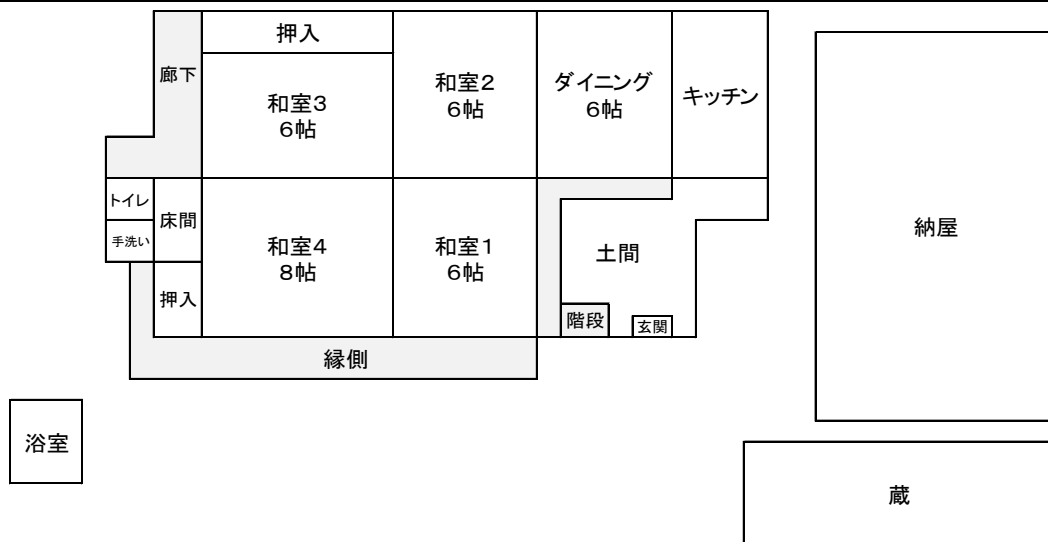 押入
廊下
和室3
6帖
和室2
6帖
ダイニング
6帖
キッチン
トイレ
手洗い
床間
押入
和室4
8帖
和室1
6帖
土間
階段
玄関
縁側
納屋
浴室
蔵